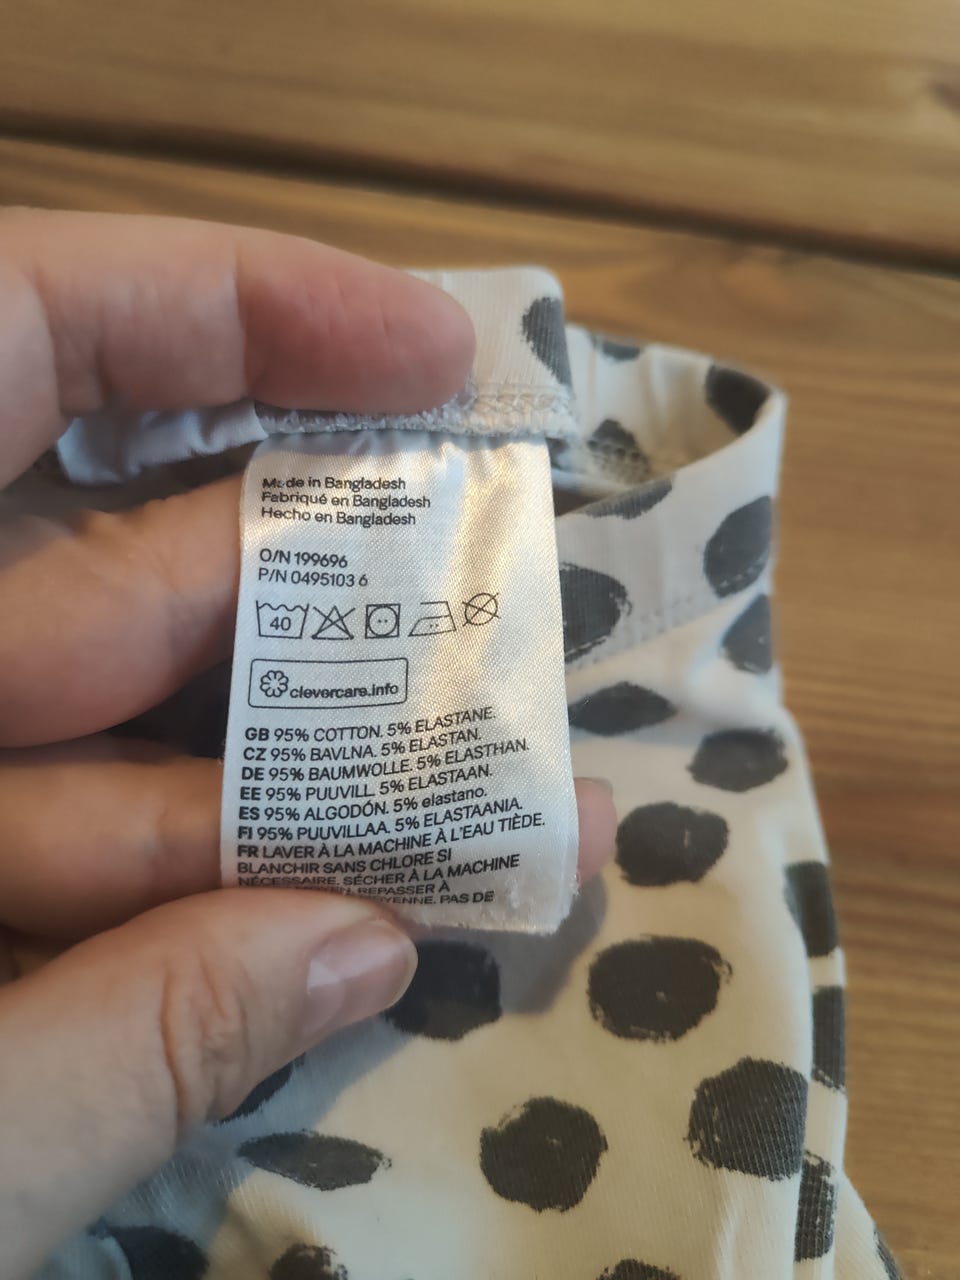 Made in Bangladesh
Fabriqué en Bangladesh
Hecho en Bangladesh
O/N 199696
P/N 0495103 6
40
clevercare.info
GB 95% COTTON. 5% ELASTANE.
CZ 95% BAVLNA. 5% ELASTAN.
DE 95% BAUMWOLLE. 5% ELASTHAN.
EE 95% PUUVILL. 5% ELASTAAN.
ES 95% ALGODÓN. 5% elastano.
FI 95% PUUVILLAA. 5% ELASTAANIA.
FR LAVER À LA MACHINE À L'EAU TIÈDE.
BLANCHIR SANS CHLORE SI
NÉCESSAIRE. SÉCHER À LA MACHINE
REPASSER À
PAS DE